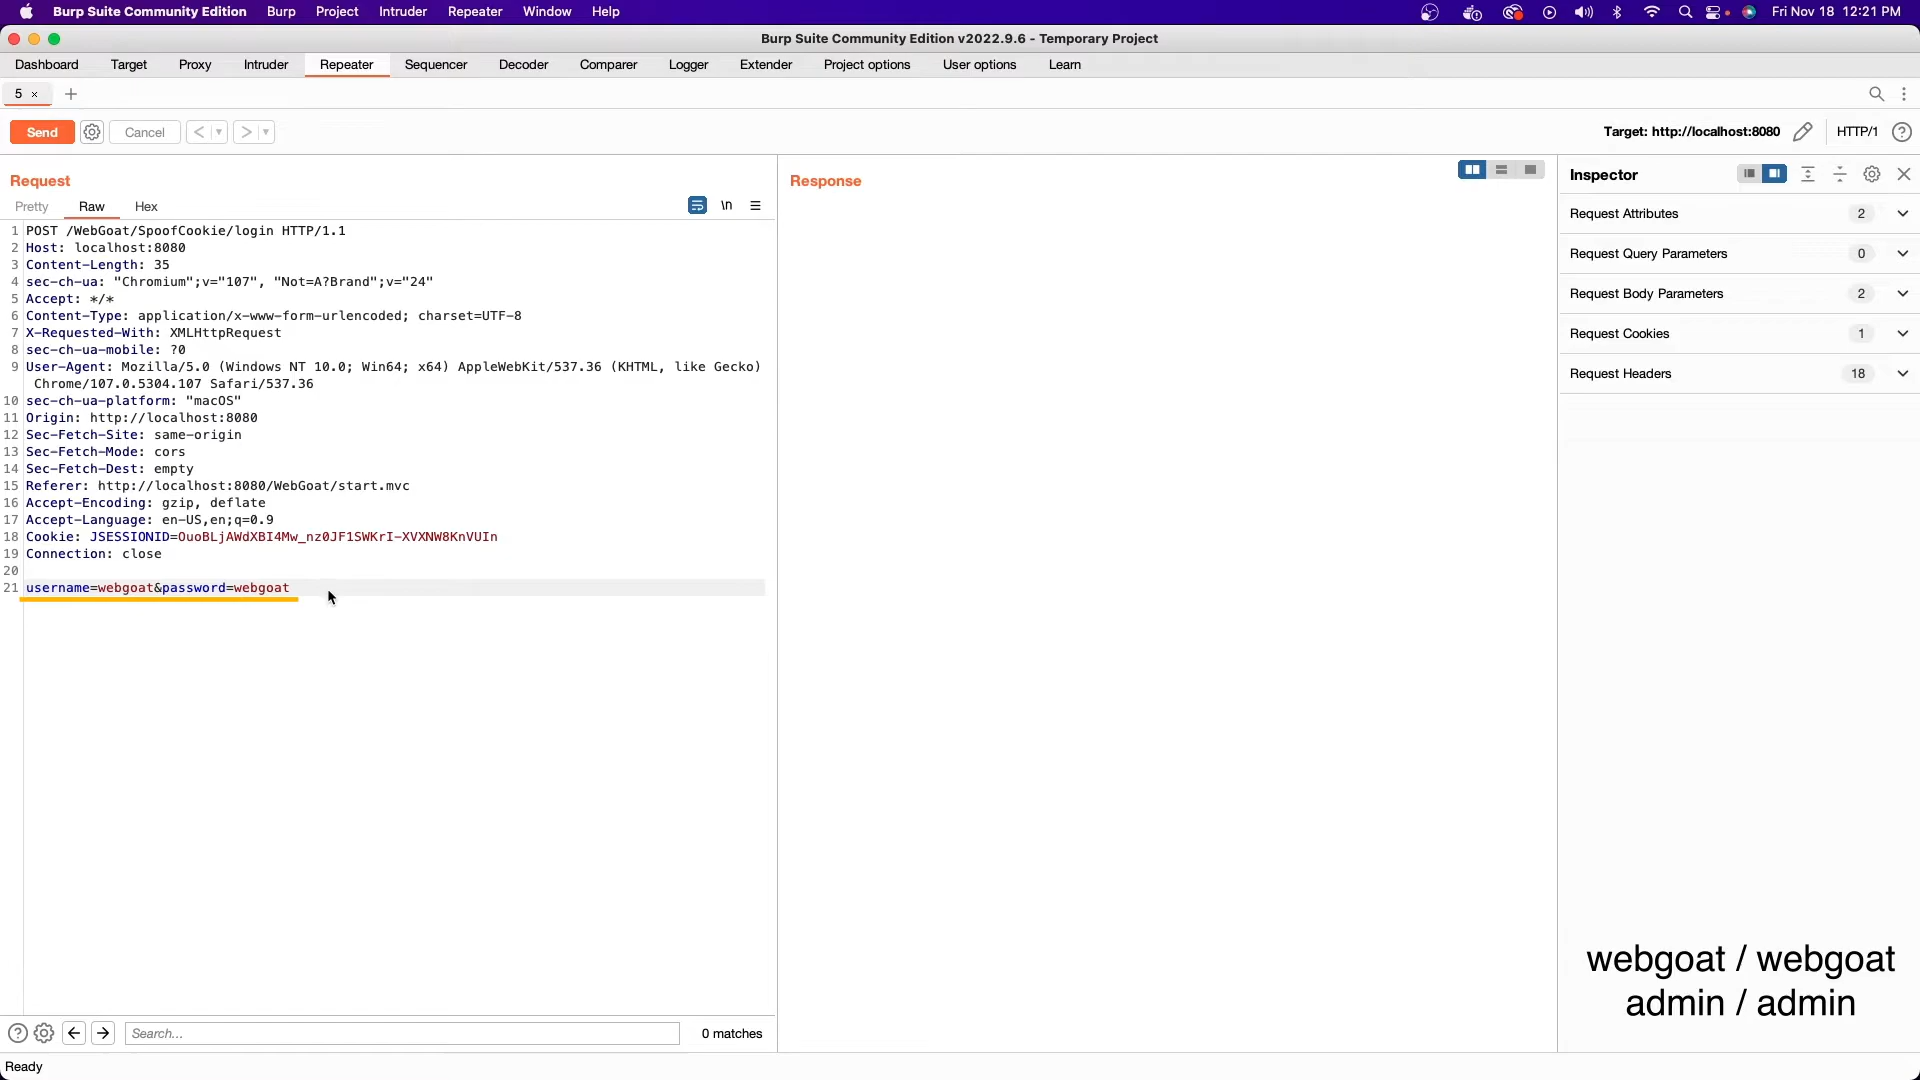 Burp Suite Community Edition Burp Project Intruder Repeater Window Help Fri Nov 18 12:21 PM
Burp Suite Community Edition v2022.9.6 - Temporary Project
Dashboard Target Proxy Intruder Repeater Sequencer Decoder Comparer Logger Extender Project options User options Learn
5 × +
Send Cancel < > Target: http://localhost:8080 HTTP/1 ?
Request
Pretty Raw Hex \n
1 POST /WebGoat/SpoofCookie/login HTTP/1.1
2 Host: localhost:8080
3 Content-Length: 35
4 sec-ch-ua: "Chromium";v="107", "Not=A?Brand";v="24"
5 Accept: */*
6 Content-Type: application/x-www-form-urlencoded; charset=UTF-8
7 X-Requested-With: XMLHttpRequest
8 sec-ch-ua-mobile: ?0
9 User-Agent: Mozilla/5.0 (Windows NT 10.0; Win64; x64) AppleWebKit/537.36 (KHTML, like Gecko)
Chrome/107.0.5304.107 Safari/537.36
10 sec-ch-ua-platform: "macOS"
11 Origin: http://localhost:8080
12 Sec-Fetch-Site: same-origin
13 Sec-Fetch-Mode: cors
14 Sec-Fetch-Dest: empty
15 Referer: http://localhost:8080/WebGoat/start.mvc
16 Accept-Encoding: gzip, deflate
17 Accept-Language: en-US,en;q=0.9
18 Cookie: JSESSIONID=OuoBLjAWdXBI4Mw_nz0JF1SWKrI-XVXNW8KnVUIn
19 Connection: close
20
21 username=webgoat&password=webgoat
? Search... 0 matches
Response
Inspector
Request Attributes 2
Request Query Parameters 0
Request Body Parameters 2
Request Cookies 1
Request Headers 18
webgoat / webgoat
admin / admin
Ready